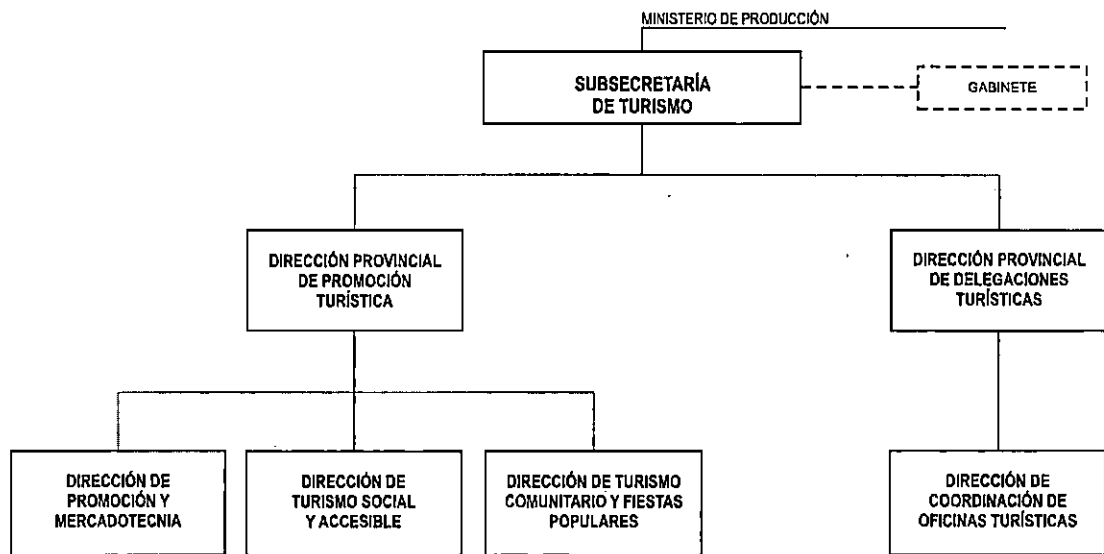 MINISTERIO DE PRODUCCIÓN
SUBSECRETARÍA
DE TURISMO
GABINETE
DIRECCIÓN PROVINCIAL
DE PROMOCIÓN
TURÍSTICA
DIRECCIÓN PROVINCIAL
DE DELEGACIONES
TURÍSTICAS
DIRECCIÓN DE
PROMOCIÓN Y
MERCADOTECNIA
DIRECCIÓN DE
TURISMO SOCIAL
Y ACCESIBLE
DIRECCIÓN DE TURISMO
COMUNITARIO Y FIESTAS
POPULARES
DIRECCIÓN DE
COORDINACIÓN DE
OFICINAS TURÍSTICAS